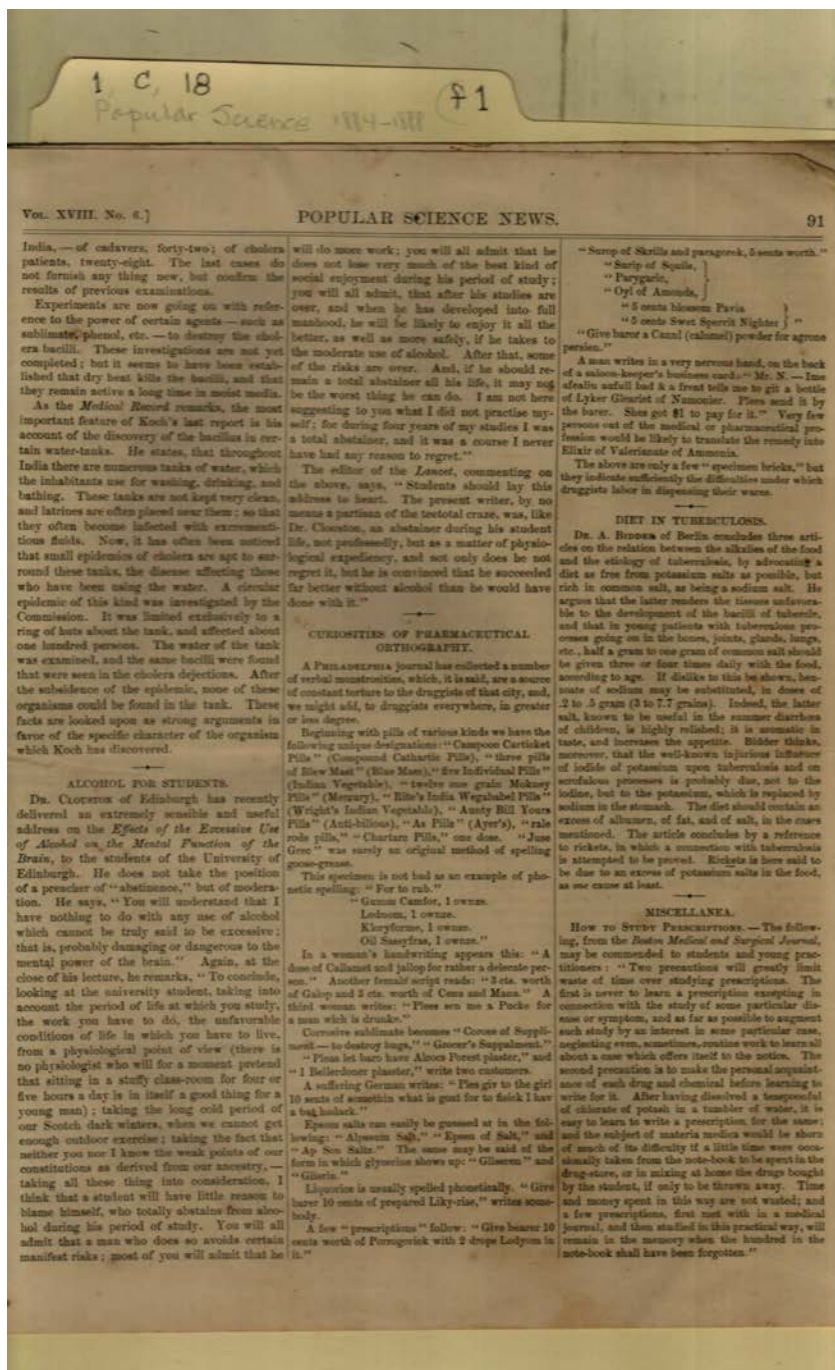 1, C, 18
f1
Popular Science 1884-1888
VOL. XVIII. No. 6.]
POPULAR SCIENCE NEWS.
91
India, — of cadavers, forty-two; of cholera
patients, twenty-eight. The last cases do
not furnish any thing new, but confirm the
results of previous examinations.
Experiments are now going on with refer-
ence to the power of certain agents — such as
sublimate, phenol, etc. — to destroy the chol-
era bacilli. These investigations are not yet
completed; but it seems to have been estab-
lished that dry heat kills the bacilli, and that
they remain active a long time in moist media.
As the Medical Record remarks, the most
important feature of Koch's last report is his
account of the discovery of the bacillus in cer-
tain water-tanks. He states, that throughout
India there are numerous tanks of water, which
the inhabitants use for washing, drinking, and
bathing. These tanks are not kept very clean,
and latrines are often placed near them; so that
they often become infected with excrementi-
tious fluids. Now, it has often been noticed
that small epidemics of cholera are apt to sur-
round these tanks, the disease affecting those
who have been using the water. A circular
epidemic of this kind was investigated by the
Commission. It was limited exclusively to a
ring of huts about the tank, and affected about
one hundred persons. The water of the tank
was examined, and the same bacilli were found
that were seen in the cholera dejections. After
the subsidence of the epidemic, none of these
organisms could be found in the tank. These
facts are looked upon as strong arguments in
favor of the specific character of the organism
which Koch has discovered.
ALCOHOL FOR STUDENTS.
DR. CLOUSTON of Edinburgh has recently
delivered an extremely sensible and useful
address on the Effects of the Excessive Use
of Alcohol on the Mental Function of the
Brain, to the students of the University of
Edinburgh. He does not take the position
of a preacher of "abstinence," but of modera-
tion. He says, "You will understand that I
have nothing to do with any use of alcohol
which cannot be truly said to be excessive;
that is, probably damaging or dangerous to the
mental power of the brain." Again, at the
close of his lecture, he remarks, "To conclude,
looking at the university student, taking into
account the period of life at which you study,
the work you have to do, the unfavorable
conditions of life in which you have to live,
from a physiological point of view (there is
no physiologist who will for a moment pretend
that sitting in a stuffy class-room for four or
five hours a day is in itself a good thing for a
young man); taking the long cold period of
our Scotch dark winters, when we cannot get
enough outdoor exercise; taking the fact that
neither you nor I know the weak points of our
constitutions as derived from our ancestry, —
taking all these thing into consideration, I
think that a student will have little reason to
blame himself, who totally abstains from alco-
hol during his period of study. You will all
admit that a man who does so avoids certain
manifest risks; most of you will admit that he
will do more work; you will all admit that he
does not lose very much of the best kind of
social enjoyment during his period of study;
you will all admit, that after his studies are
over, and when he has developed into full
manhood, he will be likely to enjoy it all the
better, as well as more safely, if he takes to
the moderate use of alcohol. After that, some
of the risks are over. And, if he should re-
main a total abstainer all his life, it may not
be the worst thing he can do. I am not here
suggesting to you what I did not practise my-
self; for during four years of my studies I was
a total abstainer, and it was a course I never
have had any reason to regret."
The editor of the Lancet, commenting on
the above, says, "Students should lay this
address to heart. The present writer, by no
means a partisan of the teetotal craze, was, like
Dr. Clouston, an abstainer during his student
life, not professedly, but as a matter of physio-
logical expediency, and not only does he not
regret it, but he is convinced that he succeeded
far better without alcohol than he would have
done with it."
CURIOSITIES OF PHARMACEUTICAL
ORTHOGRAPHY.
A PHILADELPHIA journal has collected a number
of verbal monstrosities, which, it is said, are a source
of constant torture to the druggists of that city, and,
we might add, to druggists everywhere, in greater
or less degree.
Beginning with pills of various kinds we have the
following unique designations: "Campoon Carticket
Pills" (Compound Cathartic Pills), "three pills
of Blew Mast" (Blue Mass), "five Individual Pills"
(Indian Vegetable), "twelve one grain Mokney
Pills" (Mercury), "Rite's India Wegababel Pills"
(Wright's Indian Vegetable), "Aunty Bill Yours
Pills" (Anti-bilious), "As Pills" (Ayer's), "rale
rode pills," "Chartarx Pills," one dose. "Juse
Grec" was surely an original method of spelling
goose-grease.
This specimen is not bad as an example of pho-
netic spelling: "For to rub."
"Gumm Camfor, 1 ownze.
Lodnom, 1 ownze.
Kloryforme, 1 ownze.
Oil Sassyfras, 1 ownze."
In a woman's handwriting appears this: "A
dose of Callamet and jallop for rather a delecate per-
son." Another female script reads: "3 cts. worth
of Galop and 5 cts. worth of Cena and Mana." A
third woman writes: "Plees sen me a Pucke for
a man wich is drunke."
Corrosive sublimate becomes "Corose of Suppli-
ment — to destroy bugs," "Grocer's Suppalment."
"Pleas let barn have Alcocs Forest plaster," and
"1 Bellerdoner plaaster," write two customers.
A suffering German writes: "Ples giv to the girl
10 sents of somethin what is goat for fisick I hav
a bat hodack."
Epsom salts can easily be guessed at in the fol-
lowing: "Alpsum Salt," "Epsen of Salt," and
"Ap Son Saltz." The same may be said of the
form in which glycerine shows up: "Gliseren" and
"Gliserin."
Liquorice is usually spelled phonetically. "Give
barer 10 cents of prepared Liky-rise," writes some-
body.
A few "prescriptions" follow: "Give bearer 10
cents worth of Porrogorick with 2 drops Lodyom in
it."
"Surop of Skrills and paragorek, 5 sents worth."
"Surip of Squils,
"Parygaric,
"Oyl of Amonds,
"5 cents blossom Pavia
"5 cents Swet Sperrit Nighter "
"Give baror a Canal (calomel) powder for agrone
persien."
A man writes in a very nervous hand, on the back
of a saloon-keeper's business card: "Mr. N. — Ime
afealin aufull bad & a frent tells me to git a bottle
of Lyker Glearict of Numonier. Plees send it by
the barer. Shes got $1 to pay for it." Very few
persons out of the medical or pharmaceutical pro-
fession would be likely to translate the remedy into
Elixir of Valerianate of Ammonia.
The above are only a few "specimen bricks," but
they indicate sufficiently the difficulties under which
druggists labor in dispensing their wares.
DIET IN TUBERCULOSIS.
DR. A. BIDDER of Berlin concludes three arti-
cles on the relation between the alkalies of the food
and the etiology of tuberculosis, by advocating a
diet as free from potassium salts as possible, but
rich in common salt, as being a sodium salt. He
argues that the latter renders the tissues unfavora-
ble to the development of the bacilli of tubercle,
and that in young patients with tuberculous pro-
cesses going on in the bones, joints, glands, lungs,
etc., half a gram to one gram of common salt should
be given three or four times daily with the food,
according to age. If dislike to this be shown, ben-
zoate of sodium may be substituted, in doses of
.2 to .5 gram (3 to 7.7 grains). Indeed, the latter
salt, known to be useful in the summer diarrhœa
of children, is highly relished; it is aromatic in
taste, and increases the appetite. Bidder thinks,
moreover, that the well-known injurious influence
of iodide of potassium upon tuberculosis and on
scrofulous processes is probably due, not to the
iodine, but to the potassium, which is replaced by
sodium in the stomach. The diet should contain an
excess of albumen, of fat, and of salt, in the cases
mentioned. The article concludes by a reference
to rickets, in which a connection with tuberculosis
is attempted to be proved. Rickets is here said to
be due to an excess of potassium salts in the food,
as one cause at least.
MISCELLANEA.
HOW TO STUDY PRESCRIPTIONS. — The follow-
ing, from the Boston Medical and Surgical Journal,
may be commended to students and young prac-
titioners: "Two precautions will greatly limit
waste of time over studying prescriptions. The
first is never to learn a prescription excepting in
connection with the study of some particular dis-
ease or symptom, and as far as possible to augment
such study by an interest in some particular case,
neglecting even, sometimes, routine work to learn all
about a case which offers itself to the notice. The
second precaution is to make the personal acquaint-
ance of each drug and chemical before learning to
write for it. After having dissolved a teaspoonful
of chlorate of potash in a tumbler of water, it is
easy to learn to write a prescription for the same;
and the subject of materia medica would be shorn
of much of its difficulty if a little time were occa-
sionally taken from the note-book to be spent in the
drug-store, or in mixing at home the drugs bought
by the student, if only to be thrown away. Time
and money spent in this way are not wasted; and
a few prescriptions, first met with in a medical
journal, and then studied in this practical way, will
remain in the memory when the hundred in the
note-book shall have been forgotten."